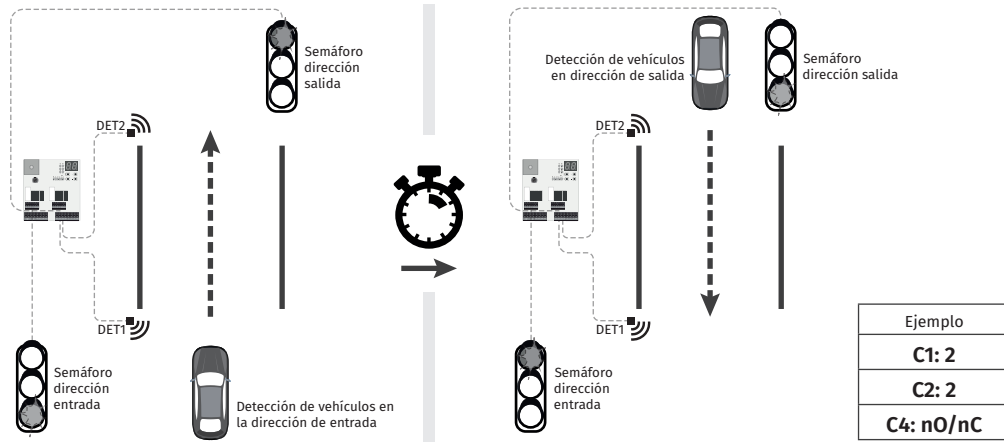 Semáforo
dirección
salida
DET2
DET1
Semáforo
dirección
entrada
Detección de vehículos en
la dirección de entrada
Detección de vehículos
en dirección de salida
Semáforo
dirección salida
DET2
DET1
Semáforo
dirección
entrada
Ejemplo
C1: 2
C2: 2
C4: nO/nC